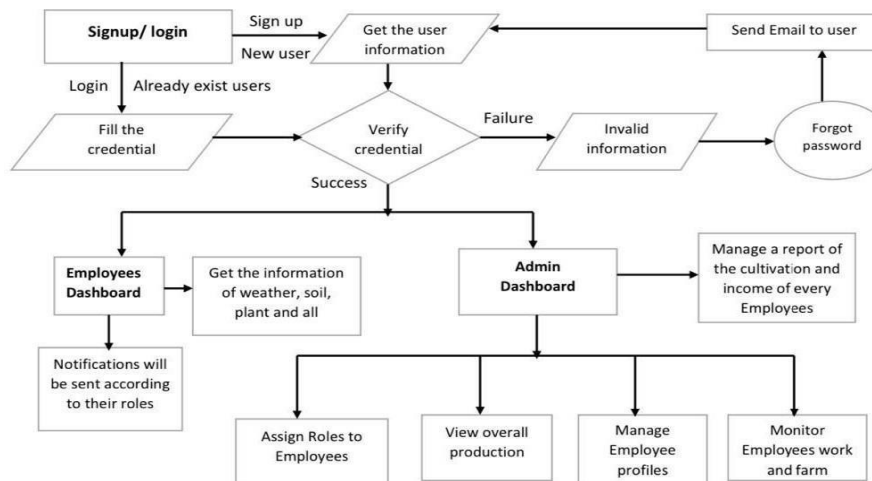 Signup/ login
Sign up
New user
Get the user
information
Send Email to user
Login
Already exist users
Fill the
credential
Verify
credential
Failure
Invalid
information
Forgot
password
Success
Employees
Dashboard
Get the information
of weather, soil,
plant and all
Admin
Dashboard
Manage a report of
the cultivation and
income of every
Employees
Notifications will
be sent according
to their roles
Assign Roles to
Employees
View overall
production
Manage
Employee
profiles
Monitor
Employees work
and farm